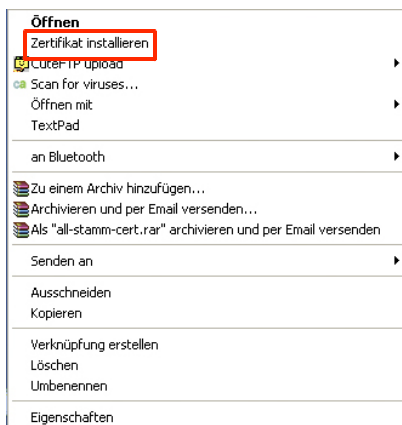 Öffnen
Zertifikat installieren
CuteFTP upload
Scan for viruses...
Öffnen mit
TextPad
an Bluetooth
Zu einem Archiv hinzufügen...
Archivieren und per Email versenden...
Als "all-stamm-cert.rar" archivieren und per Email versenden
Senden an
Ausschneiden
Kopieren
Verknüpfung erstellen
Löschen
Umbenennen
Eigenschaften